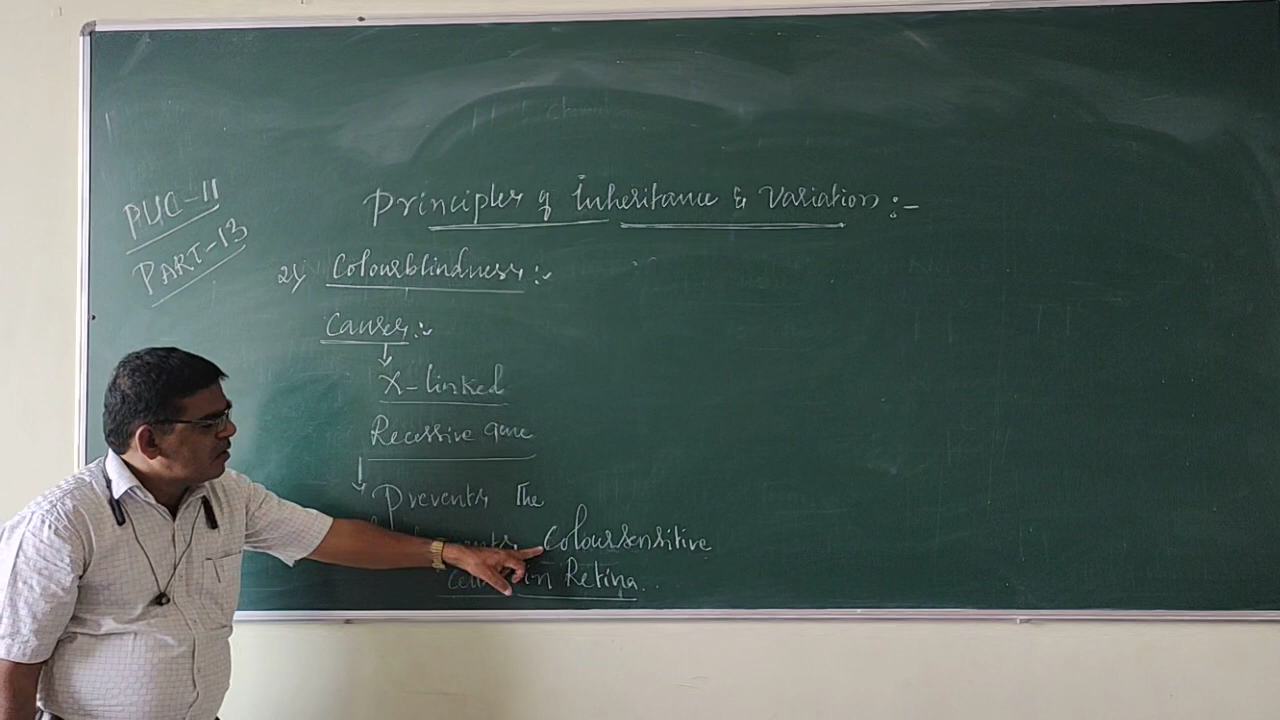 PUC-II
PART-13
Principles of Inheritance & Variation :-
2) Colourblindness :-
Causes :-
X-linked
Recessive gene
Prevents The
Coloursensitive
Cells in Retina.